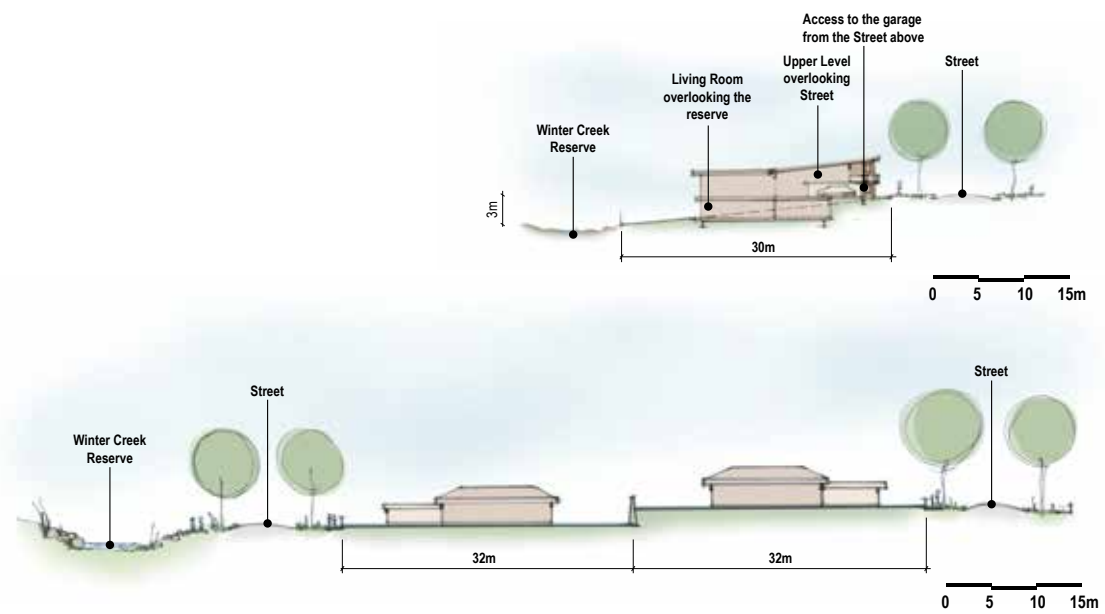 Access to the garage
from the Street above
Upper Level
overlooking
Street
Street
Living Room
overlooking the
reserve
Winter Creek
Reserve
3m
30m
0 5 10 15m
Street
Street
Winter Creek
Reserve
32m 32m
0 5 10 15m